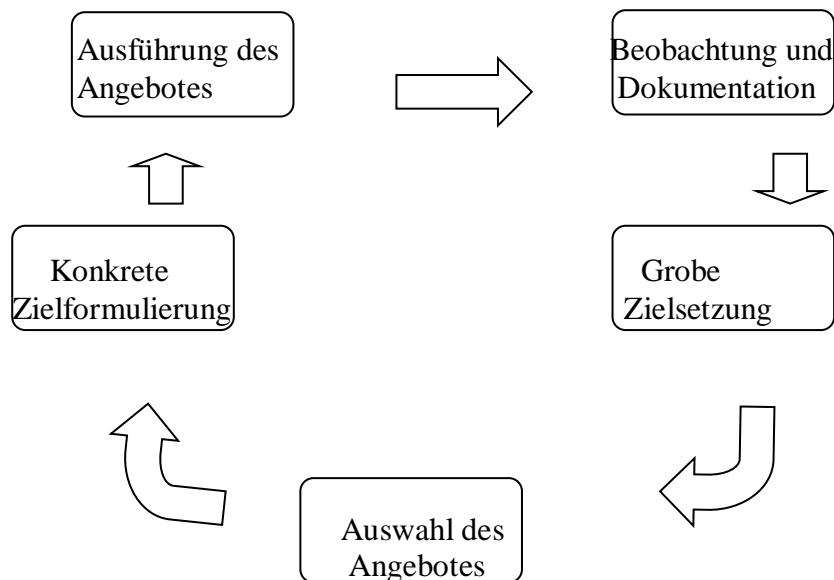 Ausführung des
Angebotes
Beobachtung und
Dokumentation
Konkrete
Zielformulierung
Grobe
Zielsetzung
Auswahl des
Angebotes